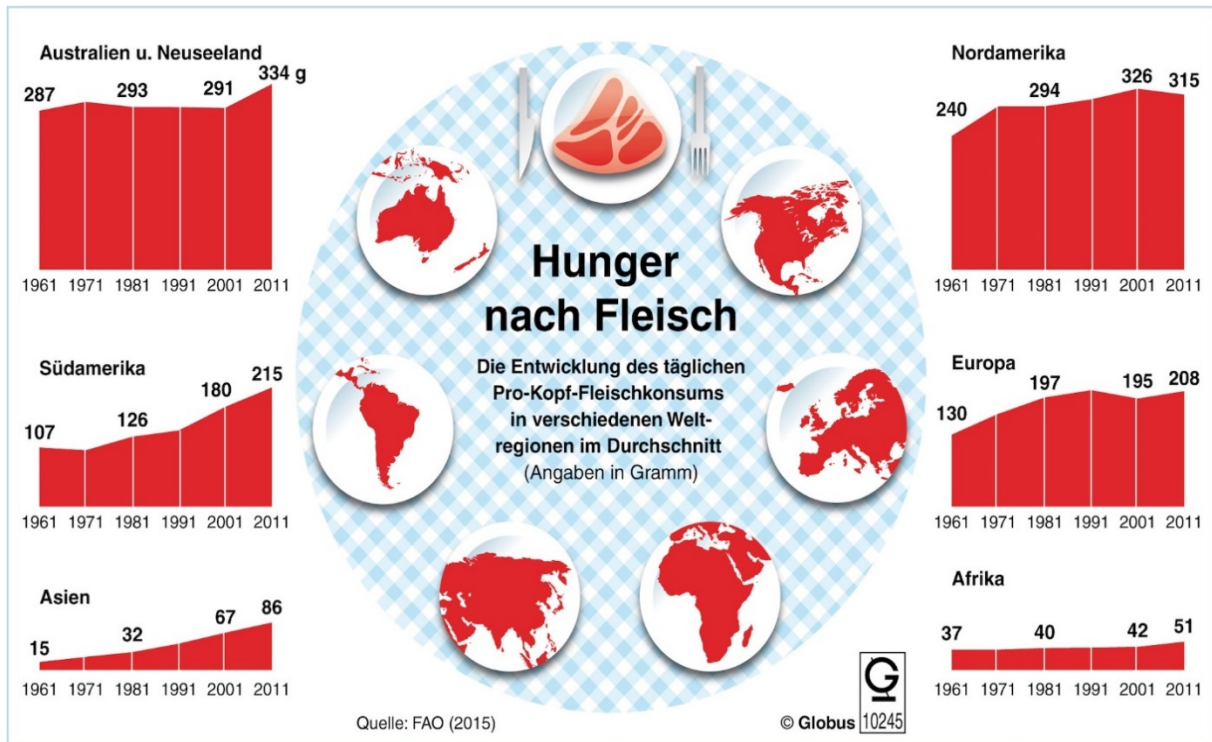 Australien u. Neuseeland
287
293
291
334 g
1961 1971 1981 1991 2001 2011
Südamerika
107
126
180
215
1961 1971 1981 1991 2001 2011
Asien
15
32
67
86
1961 1971 1981 1991 2001 2011
Hunger
nach Fleisch
Die Entwicklung des täglichen
Pro-Kopf-Fleischkonsums
in verschiedenen Welt-
regionen im Durchschnitt
(Angaben in Gramm)
Nordamerika
240
294
326
315
1961 1971 1981 1991 2001 2011
Europa
130
197
195
208
1961 1971 1981 1991 2001 2011
Afrika
37
40
42
51
1961 1971 1981 1991 2001 2011
Quelle: FAO (2015)
© Globus
G
10245